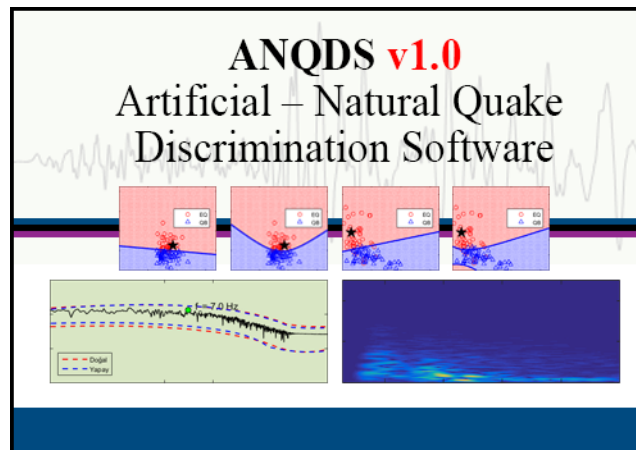 ANQDS v1.0
Artificial – Natural Quake
Discrimination Software
EQ
QB
EQ
QB
EQ
QB
EQ
QB
f = 7.0 Hz
Doğal
Yapay